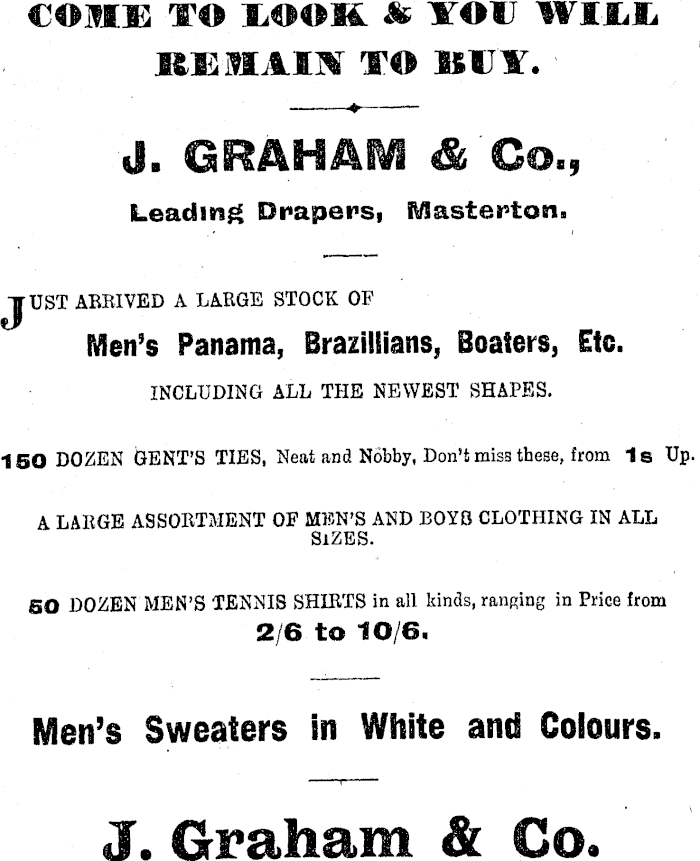 COME TO LOOK & YOU WILL
REMAIN TO BUY.
J. GRAHAM & Co.,
Leading Drapers, Masterton.
JUST ARRIVED A LARGE STOCK OF
Men's Panama, Brazillians, Boaters, Etc.
INCLUDING ALL THE NEWEST SHAPES.
150 DOZEN GENT'S TIES, Neat and Nobby, Don't miss these, from 1s Up.
A LARGE ASSORTMENT OF MEN'S AND BOYS CLOTHING IN ALL
SIZES.
50 DOZEN MEN'S TENNIS SHIRTS in all kinds, ranging in Price from
2/6 to 10/6.
Men's Sweaters in White and Colours.
J. Graham & Co.